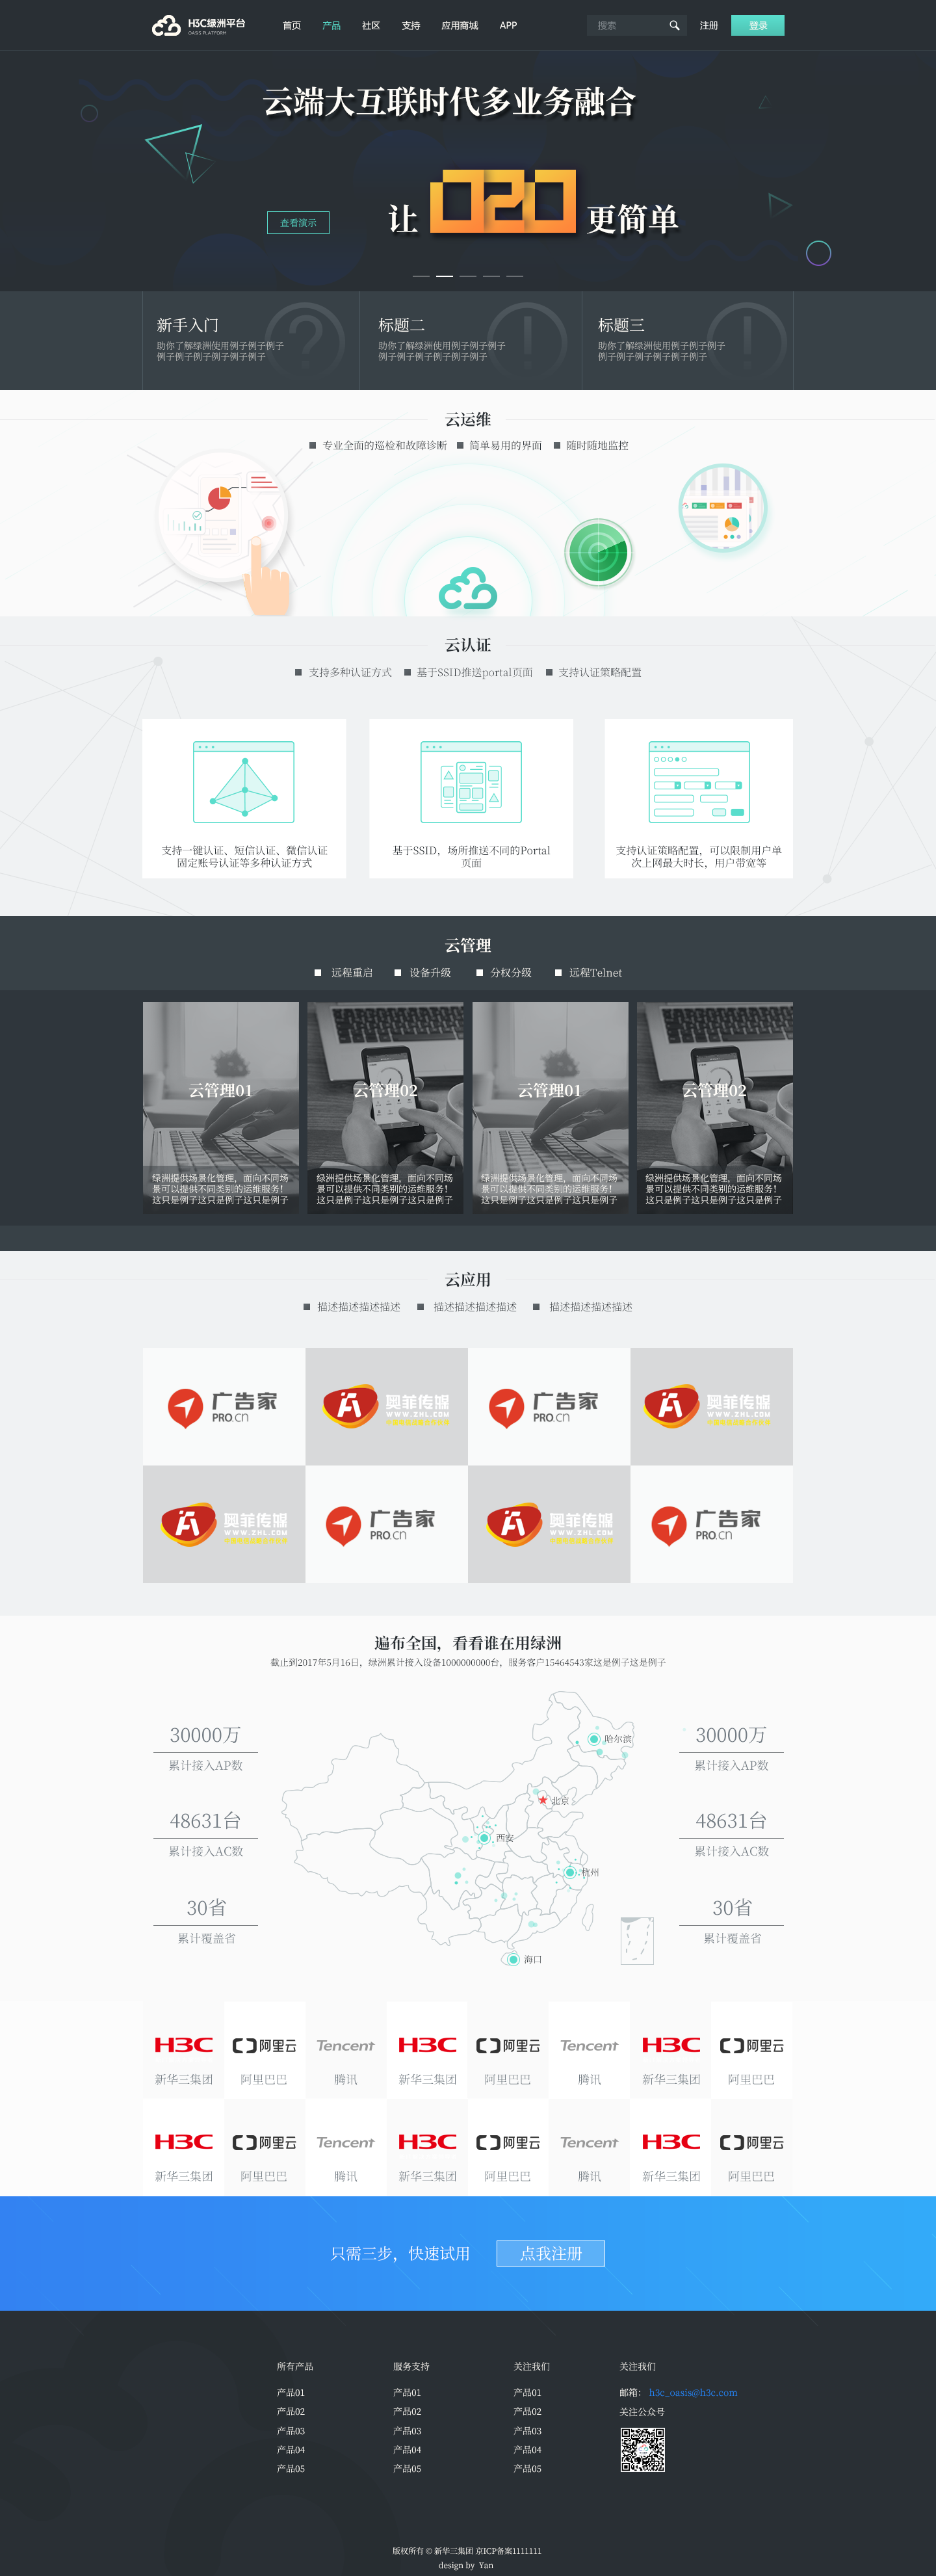 H3C绿洲平台
OASIS PLATFORM
首页 产品 社区 支持 应用商城 APP
搜索
注册
登录
云端大互联时代多业务融合
让 O2O 更简单
查看演示
新手入门
助你了解绿洲使用例子例子例子
例子例子例子例子例子例子
标题二
助你了解绿洲使用例子例子例子
例子例子例子例子例子例子
标题三
助你了解绿洲使用例子例子例子
例子例子例子例子例子例子
云运维
专业全面的巡检和故障诊断 简单易用的界面 随时随地监控
云认证
支持多种认证方式 基于SSID推送portal页面 支持认证策略配置
支持一键认证、短信认证、微信认证
固定账号认证等多种认证方式
基于SSID，场所推送不同的Portal
页面
支持认证策略配置，可以限制用户单
次上网最大时长，用户带宽等
云管理
远程重启 设备升级 分权分级 远程Telnet
云管理01
绿洲提供场景化管理，面向不同场
景可以提供不同类别的运维服务！
这只是例子这只是例子这只是例子
云管理02
绿洲提供场景化管理，面向不同场
景可以提供不同类别的运维服务！
这只是例子这只是例子这只是例子
云管理01
绿洲提供场景化管理，面向不同场
景可以提供不同类别的运维服务！
这只是例子这只是例子这只是例子
云管理02
绿洲提供场景化管理，面向不同场
景可以提供不同类别的运维服务！
这只是例子这只是例子这只是例子
云应用
描述描述描述描述 描述描述描述描述 描述描述描述描述
广告家
PRO.CN
奥菲传媒
WWW.ZHL.COM
广告家
PRO.CN
奥菲传媒
WWW.ZHL.COM
奥菲传媒
WWW.ZHL.COM
广告家
PRO.CN
奥菲传媒
WWW.ZHL.COM
广告家
PRO.CN
遍布全国，看看谁在用绿洲
截止到2017年5月16日，绿洲累计接入设备1000000000台，服务客户15464543家这是例子这是例子
30000万
累计接入AP数
48631台
累计接入AC数
30省
累计覆盖省
哈尔滨
北京
西安
杭州
海口
30000万
累计接入AP数
48631台
累计接入AC数
30省
累计覆盖省
H3C 阿里云 Tencent H3C 阿里云 Tencent H3C 阿里云
新华三集团 阿里巴巴 腾讯 新华三集团 阿里巴巴 腾讯 新华三集团 阿里巴巴
H3C 阿里云 Tencent H3C 阿里云 Tencent H3C 阿里云
新华三集团 阿里巴巴 腾讯 新华三集团 阿里巴巴 腾讯 新华三集团 阿里巴巴
只需三步，快速试用 点我注册
所有产品
产品01
产品02
产品03
产品04
产品05
服务支持
产品01
产品02
产品03
产品04
产品05
关注我们
产品01
产品02
产品03
产品04
产品05
关注我们
邮箱： h3c_oasis@h3c.com
关注公众号
版权所有 © 新华三集团 京ICP备案1111111
design by Yan